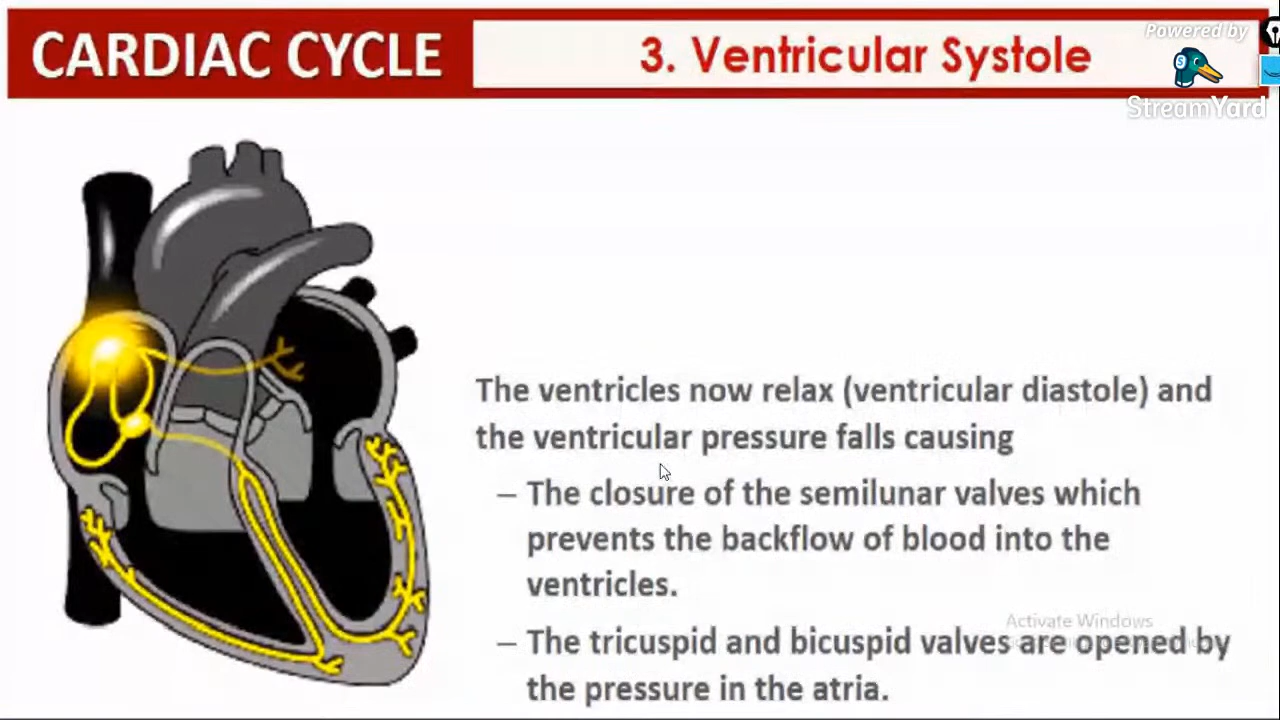 CARDIAC CYCLE
3. Ventricular Systole
Powered by
S
StreamYard
The ventricles now relax (ventricular diastole) and
the ventricular pressure falls causing
– The closure of the semilunar valves which
prevents the backflow of blood into the
ventricles.
Activate Windows
– The tricuspid and bicuspid valves are opened by
the pressure in the atria.